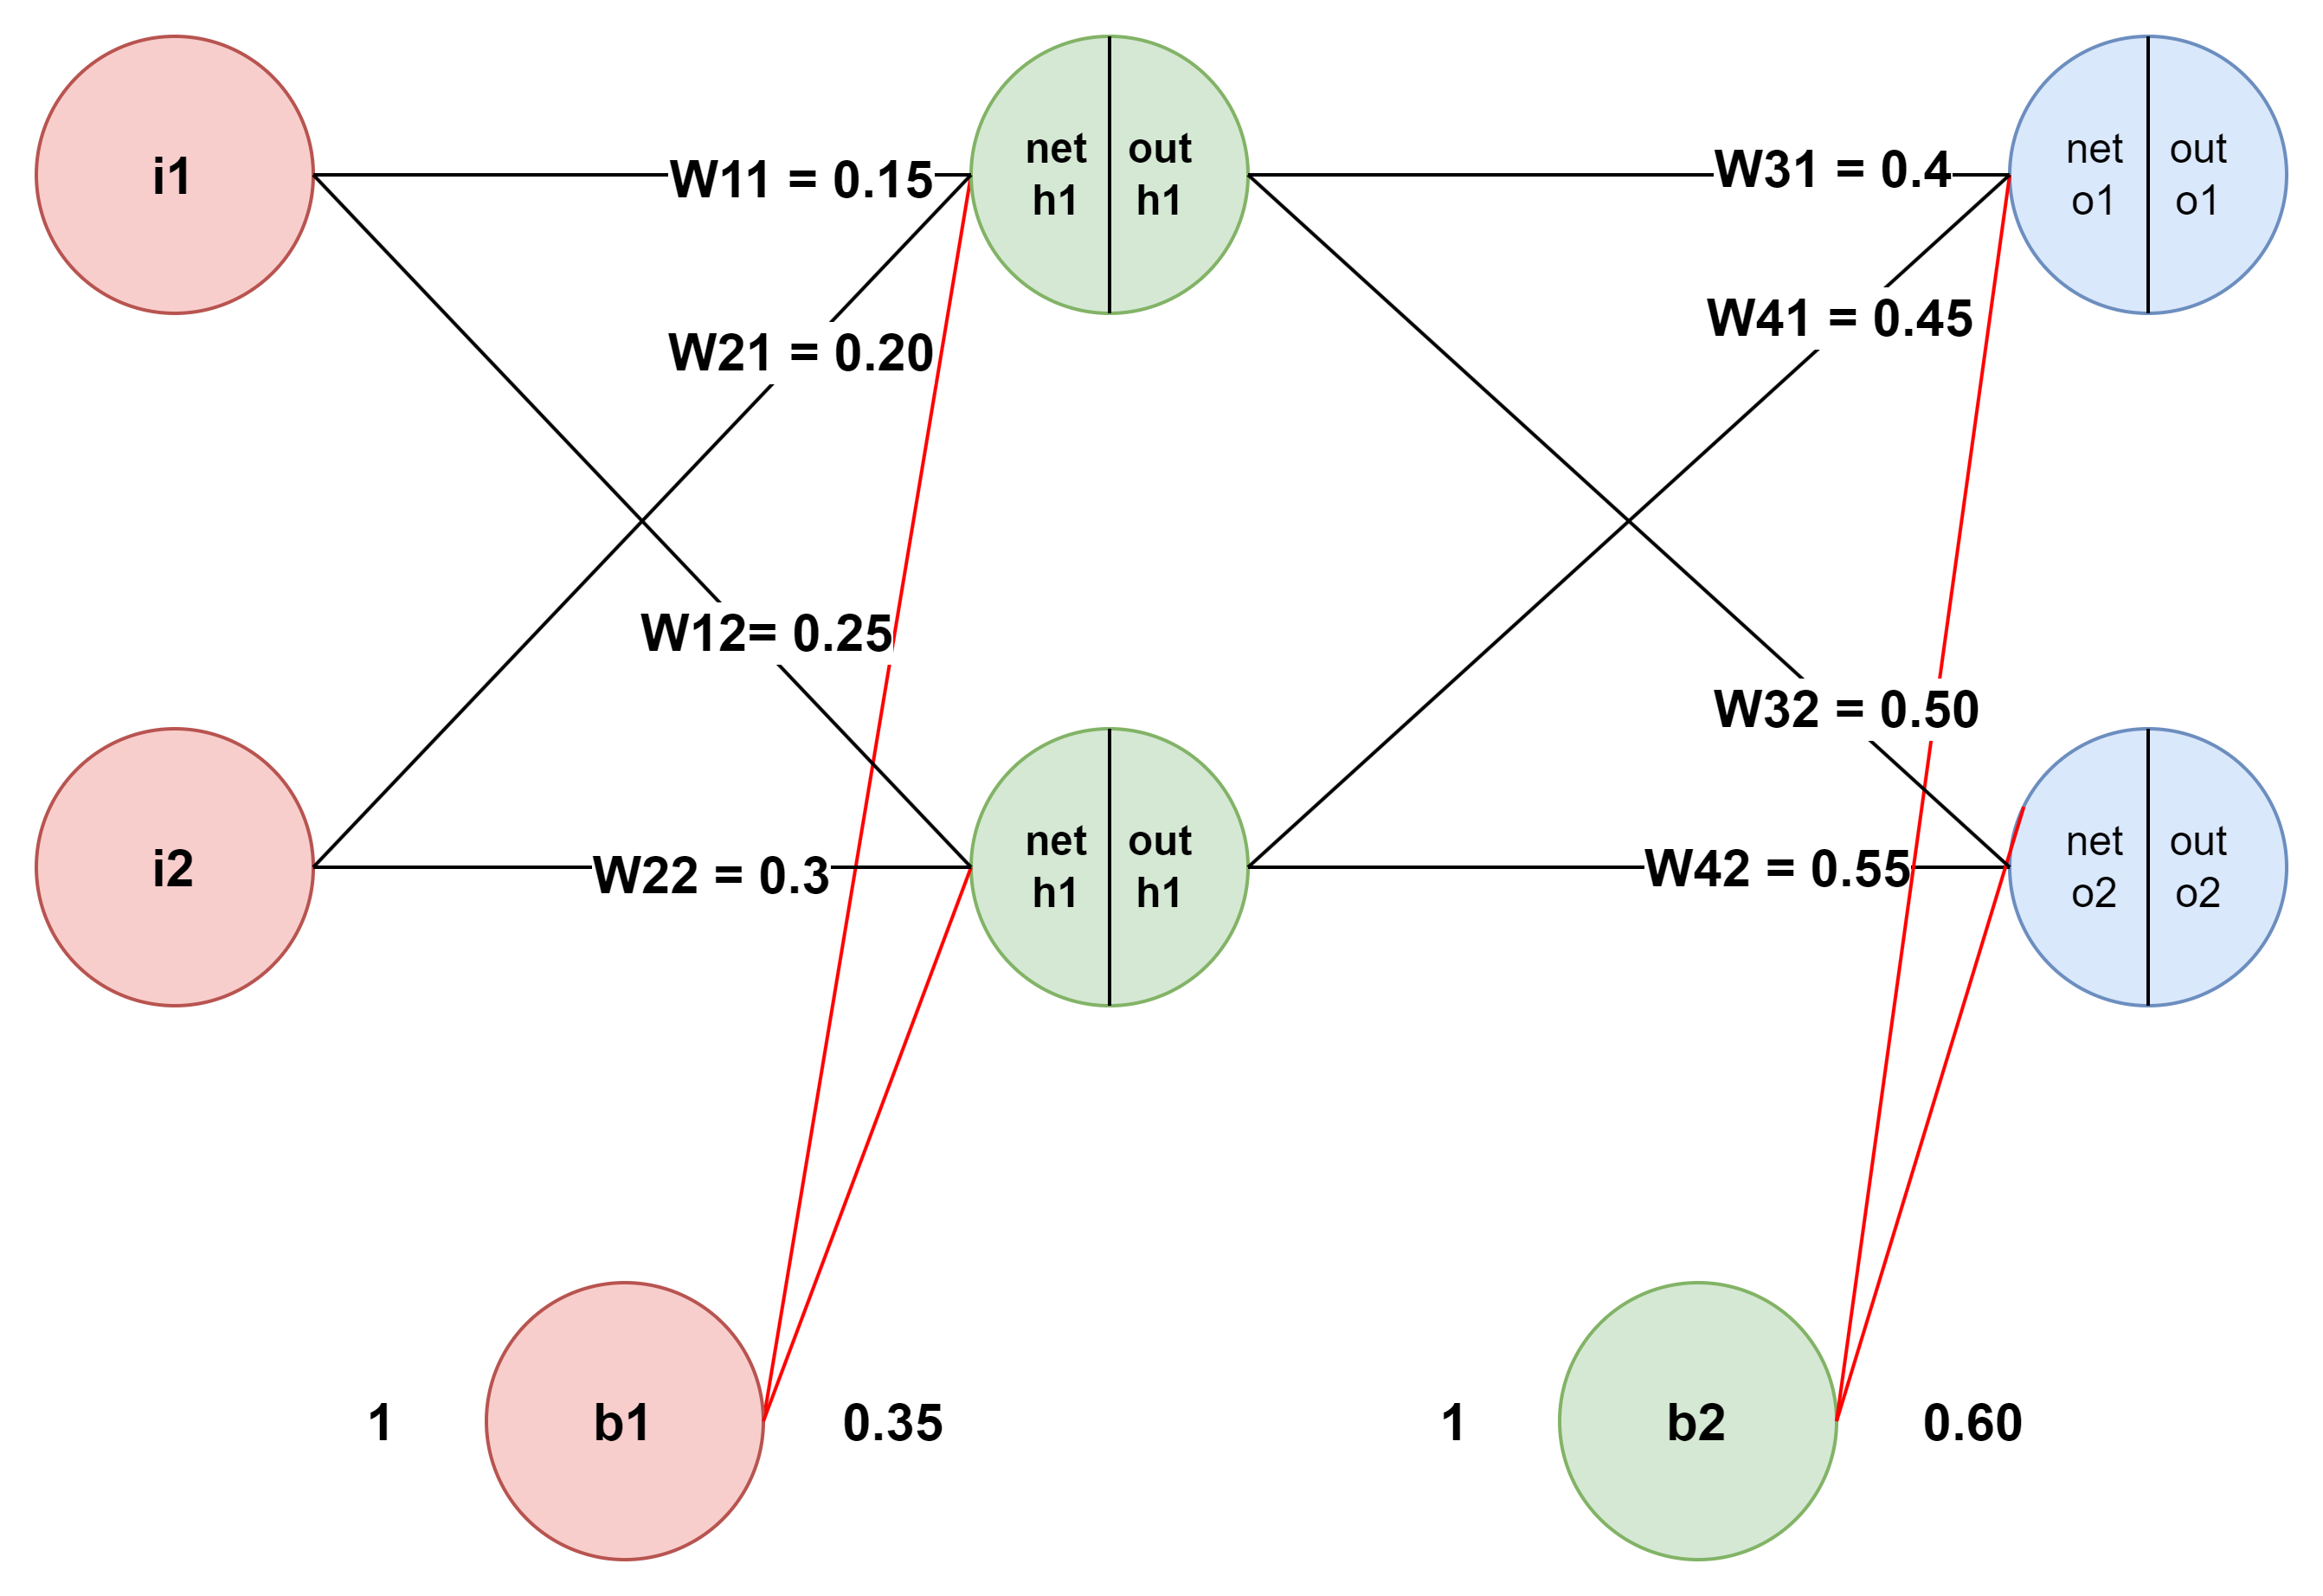 i1
W11 = 0.15
net
h1
out
h1
W31 = 0.4
net
o1
out
o1
W41 = 0.45
W21 = 0.20
W12= 0.25
W32 = 0.50
i2
W22 = 0.3
net
h1
out
h1
W42 = 0.55
net
o2
out
o2
1
b1
0.35
1
b2
0.60